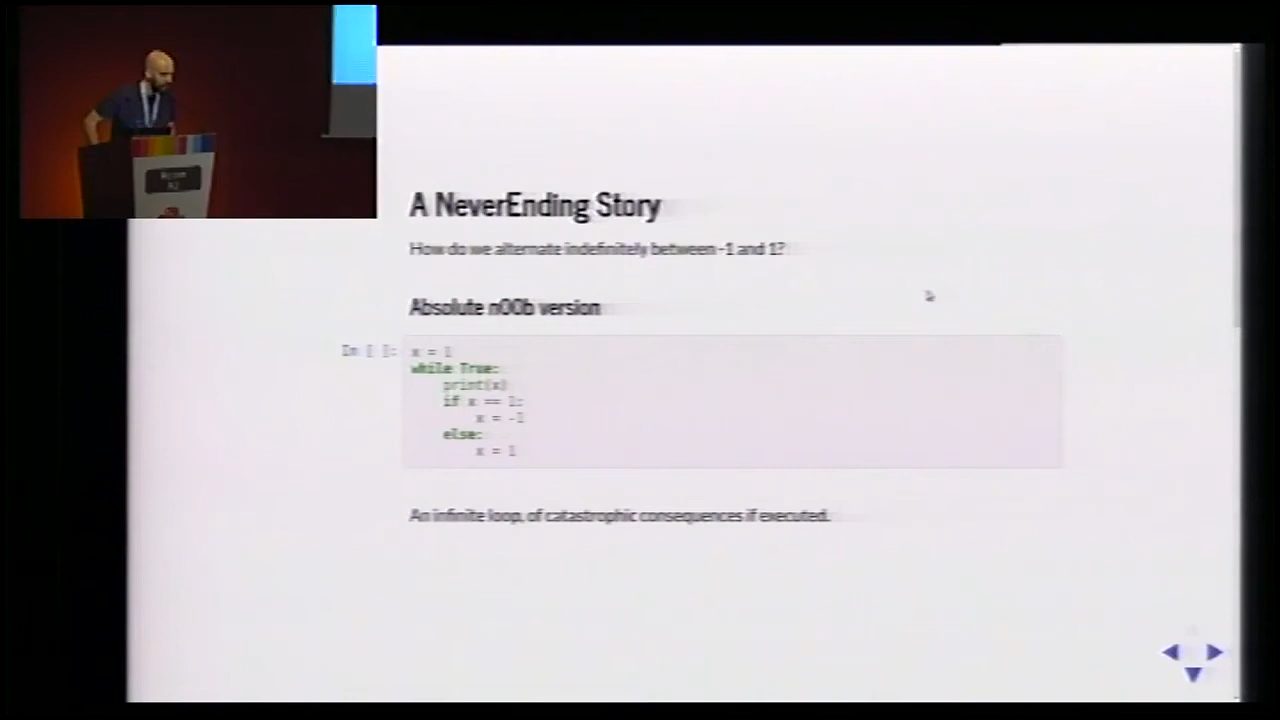 A NeverEnding Story
How do we alternate indefinitely between -1 and 1?
Absolute n00b version
In [ ]: x = 1
while True:
print(x)
if x == 1:
x = -1
else:
x = 1
An infinite loop, of catastrophic consequences if executed.
Room